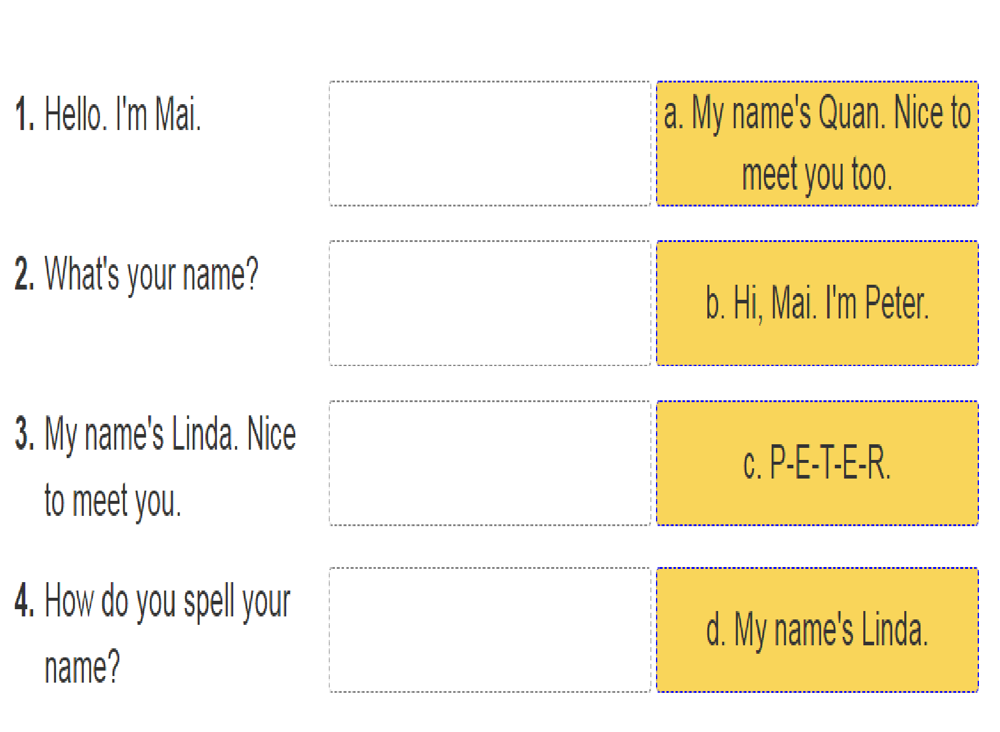 1. Hello. I'm Mai.
a. My name's Quan. Nice to
meet you too.
2. What's your name?
b. Hi, Mai. I'm Peter.
3. My name's Linda. Nice
to meet you.
c. P-E-T-E-R.
4. How do you spell your
name?
d. My name's Linda.